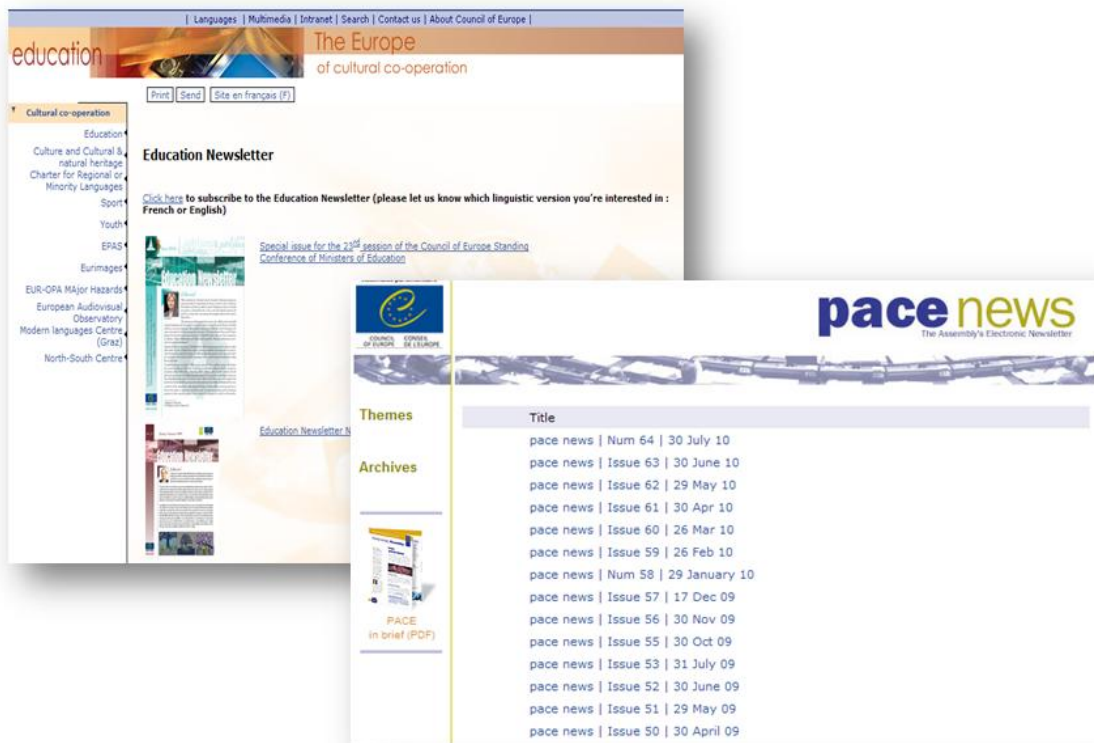 | Languages | Multimedia | Intranet | Search | Contact us | About Council of Europe |
education
The Europe
of cultural co-operation
Print Send Site en français (F)
Cultural co-operation
Education
Culture and Cultural &
natural heritage
Charter for Regional or
Minority Languages
Sport
Youth
EPAS
Eurimages
EUR-OPA MAjor Hazards
European Audiovisual
Observatory
Modern languages Centre
(Graz)
North-South Centre
Education Newsletter
Click here to subscribe to the Education Newsletter (please let us know which linguistic version you're interested in :
French or English)
Special issue for the 23rd session of the Council of Europe Standing
Conference of Ministers of Education
Education Newsletter
Education Newsletter N
Education Newsletter
COUNCIL OF EUROPE
CONSEIL DE L'EUROPE
pace news
The Assembly's Electronic Newsletter
Themes
Archives
PACE
in brief (PDF)
Title
pace news | Num 64 | 30 July 10
pace news | Issue 63 | 30 June 10
pace news | Issue 62 | 29 May 10
pace news | Issue 61 | 30 Apr 10
pace news | Issue 60 | 26 Mar 10
pace news | Issue 59 | 26 Feb 10
pace news | Num 58 | 29 January 10
pace news | Issue 57 | 17 Dec 09
pace news | Issue 56 | 30 Nov 09
pace news | Issue 55 | 30 Oct 09
pace news | Issue 53 | 31 July 09
pace news | Issue 52 | 30 June 09
pace news | Issue 51 | 29 May 09
pace news | Issue 50 | 30 April 09